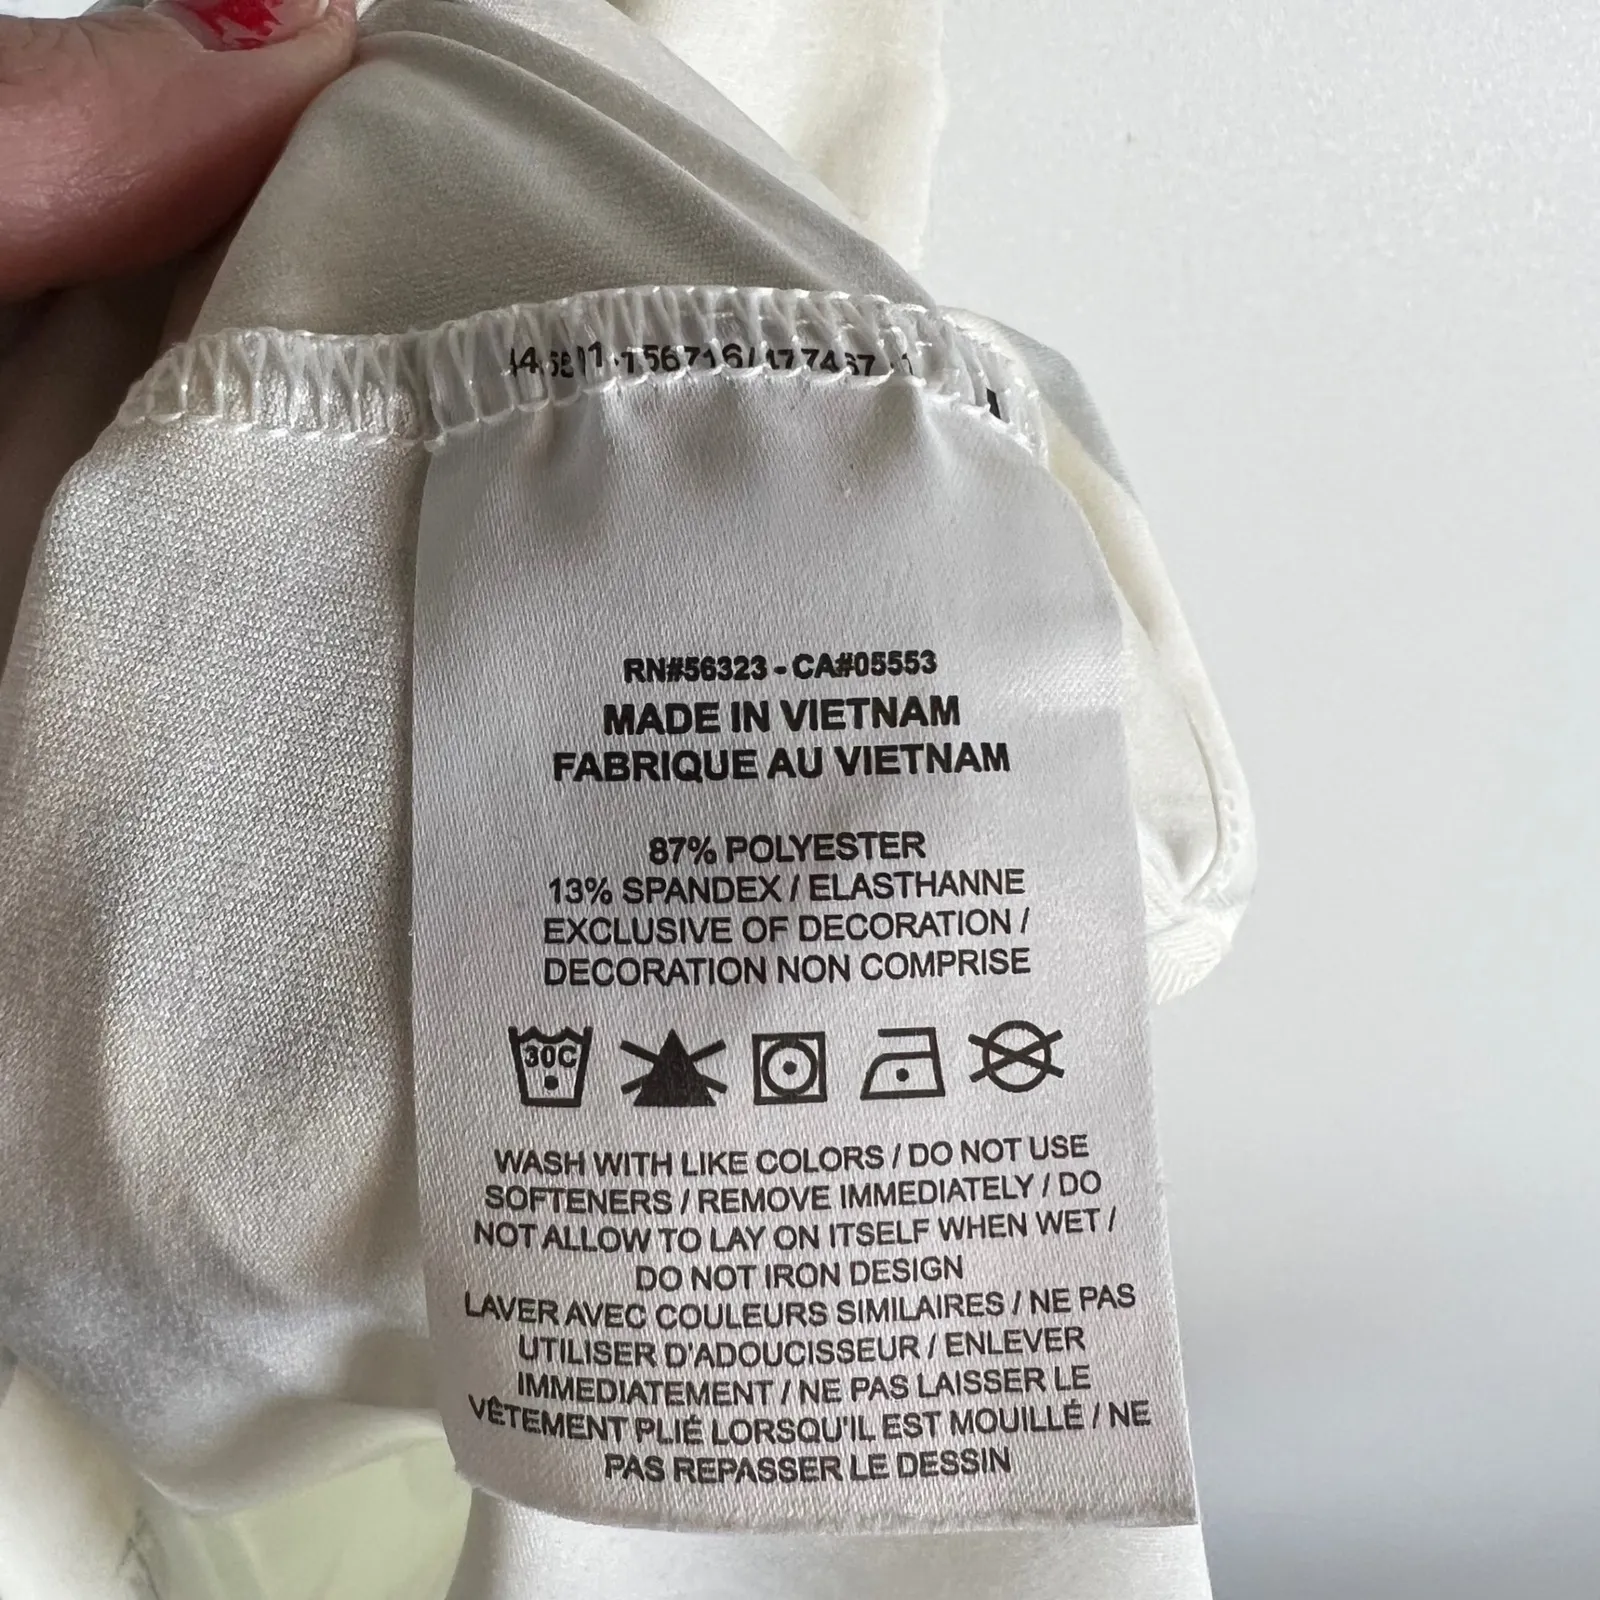 RN#56323 - CA#05553
MADE IN VIETNAM
FABRIQUE AU VIETNAM
87% POLYESTER
13% SPANDEX / ELASTHANNE
EXCLUSIVE OF DECORATION /
DECORATION NON COMPRISE
30C
WASH WITH LIKE COLORS / DO NOT USE
SOFTENERS / REMOVE IMMEDIATELY / DO
NOT ALLOW TO LAY ON ITSELF WHEN WET /
DO NOT IRON DESIGN
LAVER AVEC COULEURS SIMILAIRES / NE PAS
UTILISER D'ADOUCISSEUR / ENLEVER
IMMEDIATEMENT / NE PAS LAISSER LE
VÊTEMENT PLIÉ LORSQU'IL EST MOUILLÉ / NE
PAS REPASSER LE DESSIN